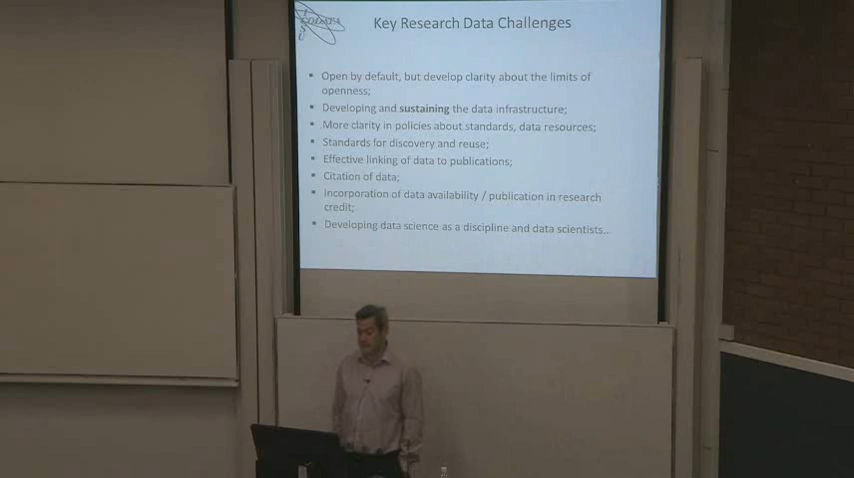 CODATA
Key Research Data Challenges
▪ Open by default, but develop clarity about the limits of
openness;
▪ Developing and sustaining the data infrastructure;
▪ More clarity in policies about standards, data resources;
▪ Standards for discovery and reuse;
▪ Effective linking of data to publications;
▪ Citation of data;
▪ Incorporation of data availability / publication in research
credit;
▪ Developing data science as a discipline and data scientists…